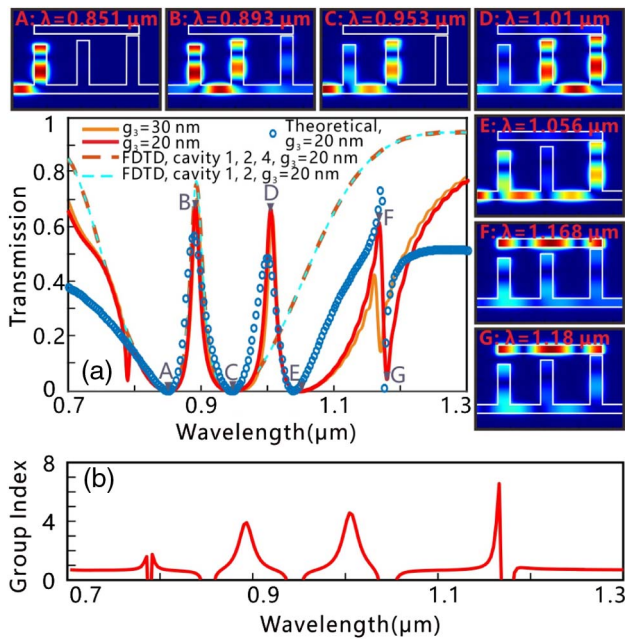 A: λ=0.851 μm
B: λ=0.893 μm
C: λ=0.953 μm
D: λ=1.01 μm
E: λ=1.056 μm
F: λ=1.168 μm
G: λ=1.18 μm
1
0.8
0.6
0.4
0.2
0
Transmission
g₃=30 nm
g₃=20 nm
FDTD, cavity 1, 2, 4, g₃=20 nm
FDTD, cavity 1, 2, g₃=20 nm
Theoretical,
g₃=20 nm
A
B
C
D
E
F
G
(a)
0.7
0.9
1.1
1.3
Wavelength(μm)
(b)
8
4
0
Group Index
0.7
0.9
1.1
1.3
Wavelength(μm)